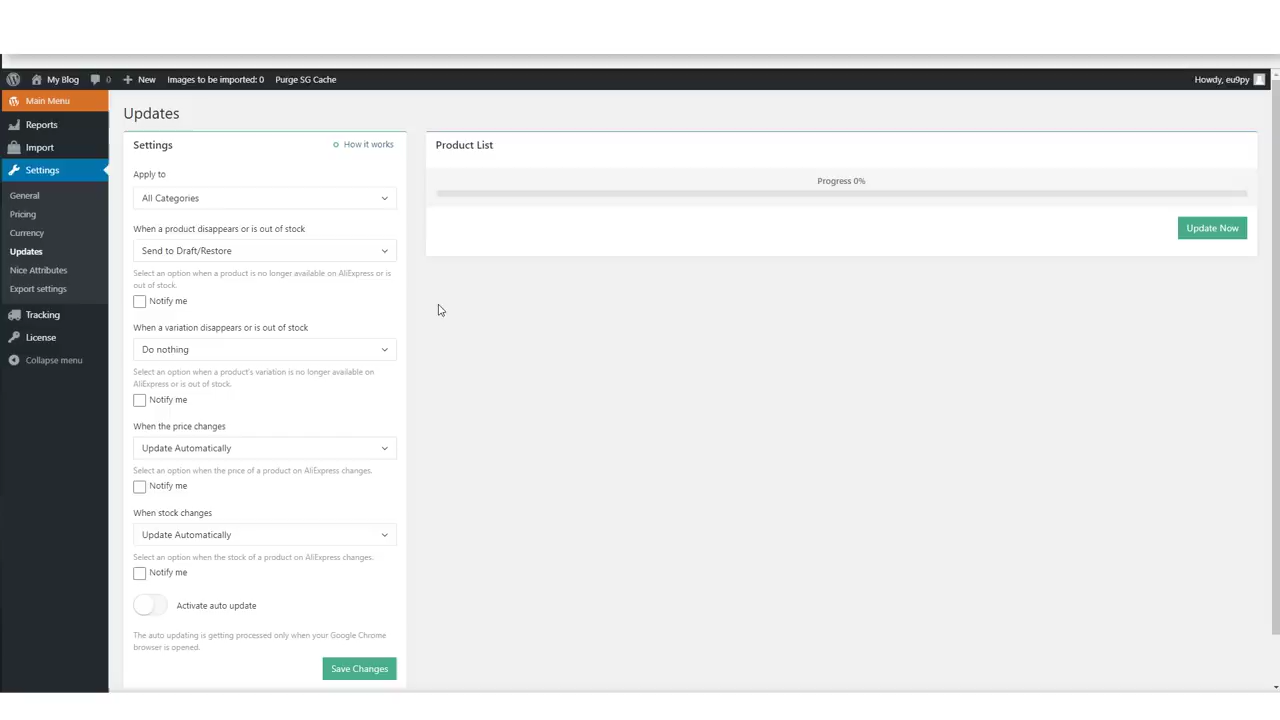 My Blog 0 New Images to be imported: 0 Purge SG Cache Howdy, eu9py
Main Menu
Reports
Import
Settings
General
Pricing
Currency
Updates
Nice Attributes
Export settings
Tracking
License
Collapse menu
Updates
Settings How it works
Apply to
All Categories
When a product disappears or is out of stock
Send to Draft/Restore
Select an option when a product is no longer available on AliExpress or is
out of stock.
Notify me
When a variation disappears or is out of stock
Do nothing
Select an option when a product's variation is no longer available on
AliExpress or is out of stock.
Notify me
When the price changes
Update Automatically
Select an option when the price of a product on AliExpress changes.
Notify me
When stock changes
Update Automatically
Select an option when the stock of a product on AliExpress changes.
Notify me
Activate auto update
The auto updating is getting processed only when your Google Chrome
browser is opened.
Save Changes
Product List
Progress 0%
Update Now